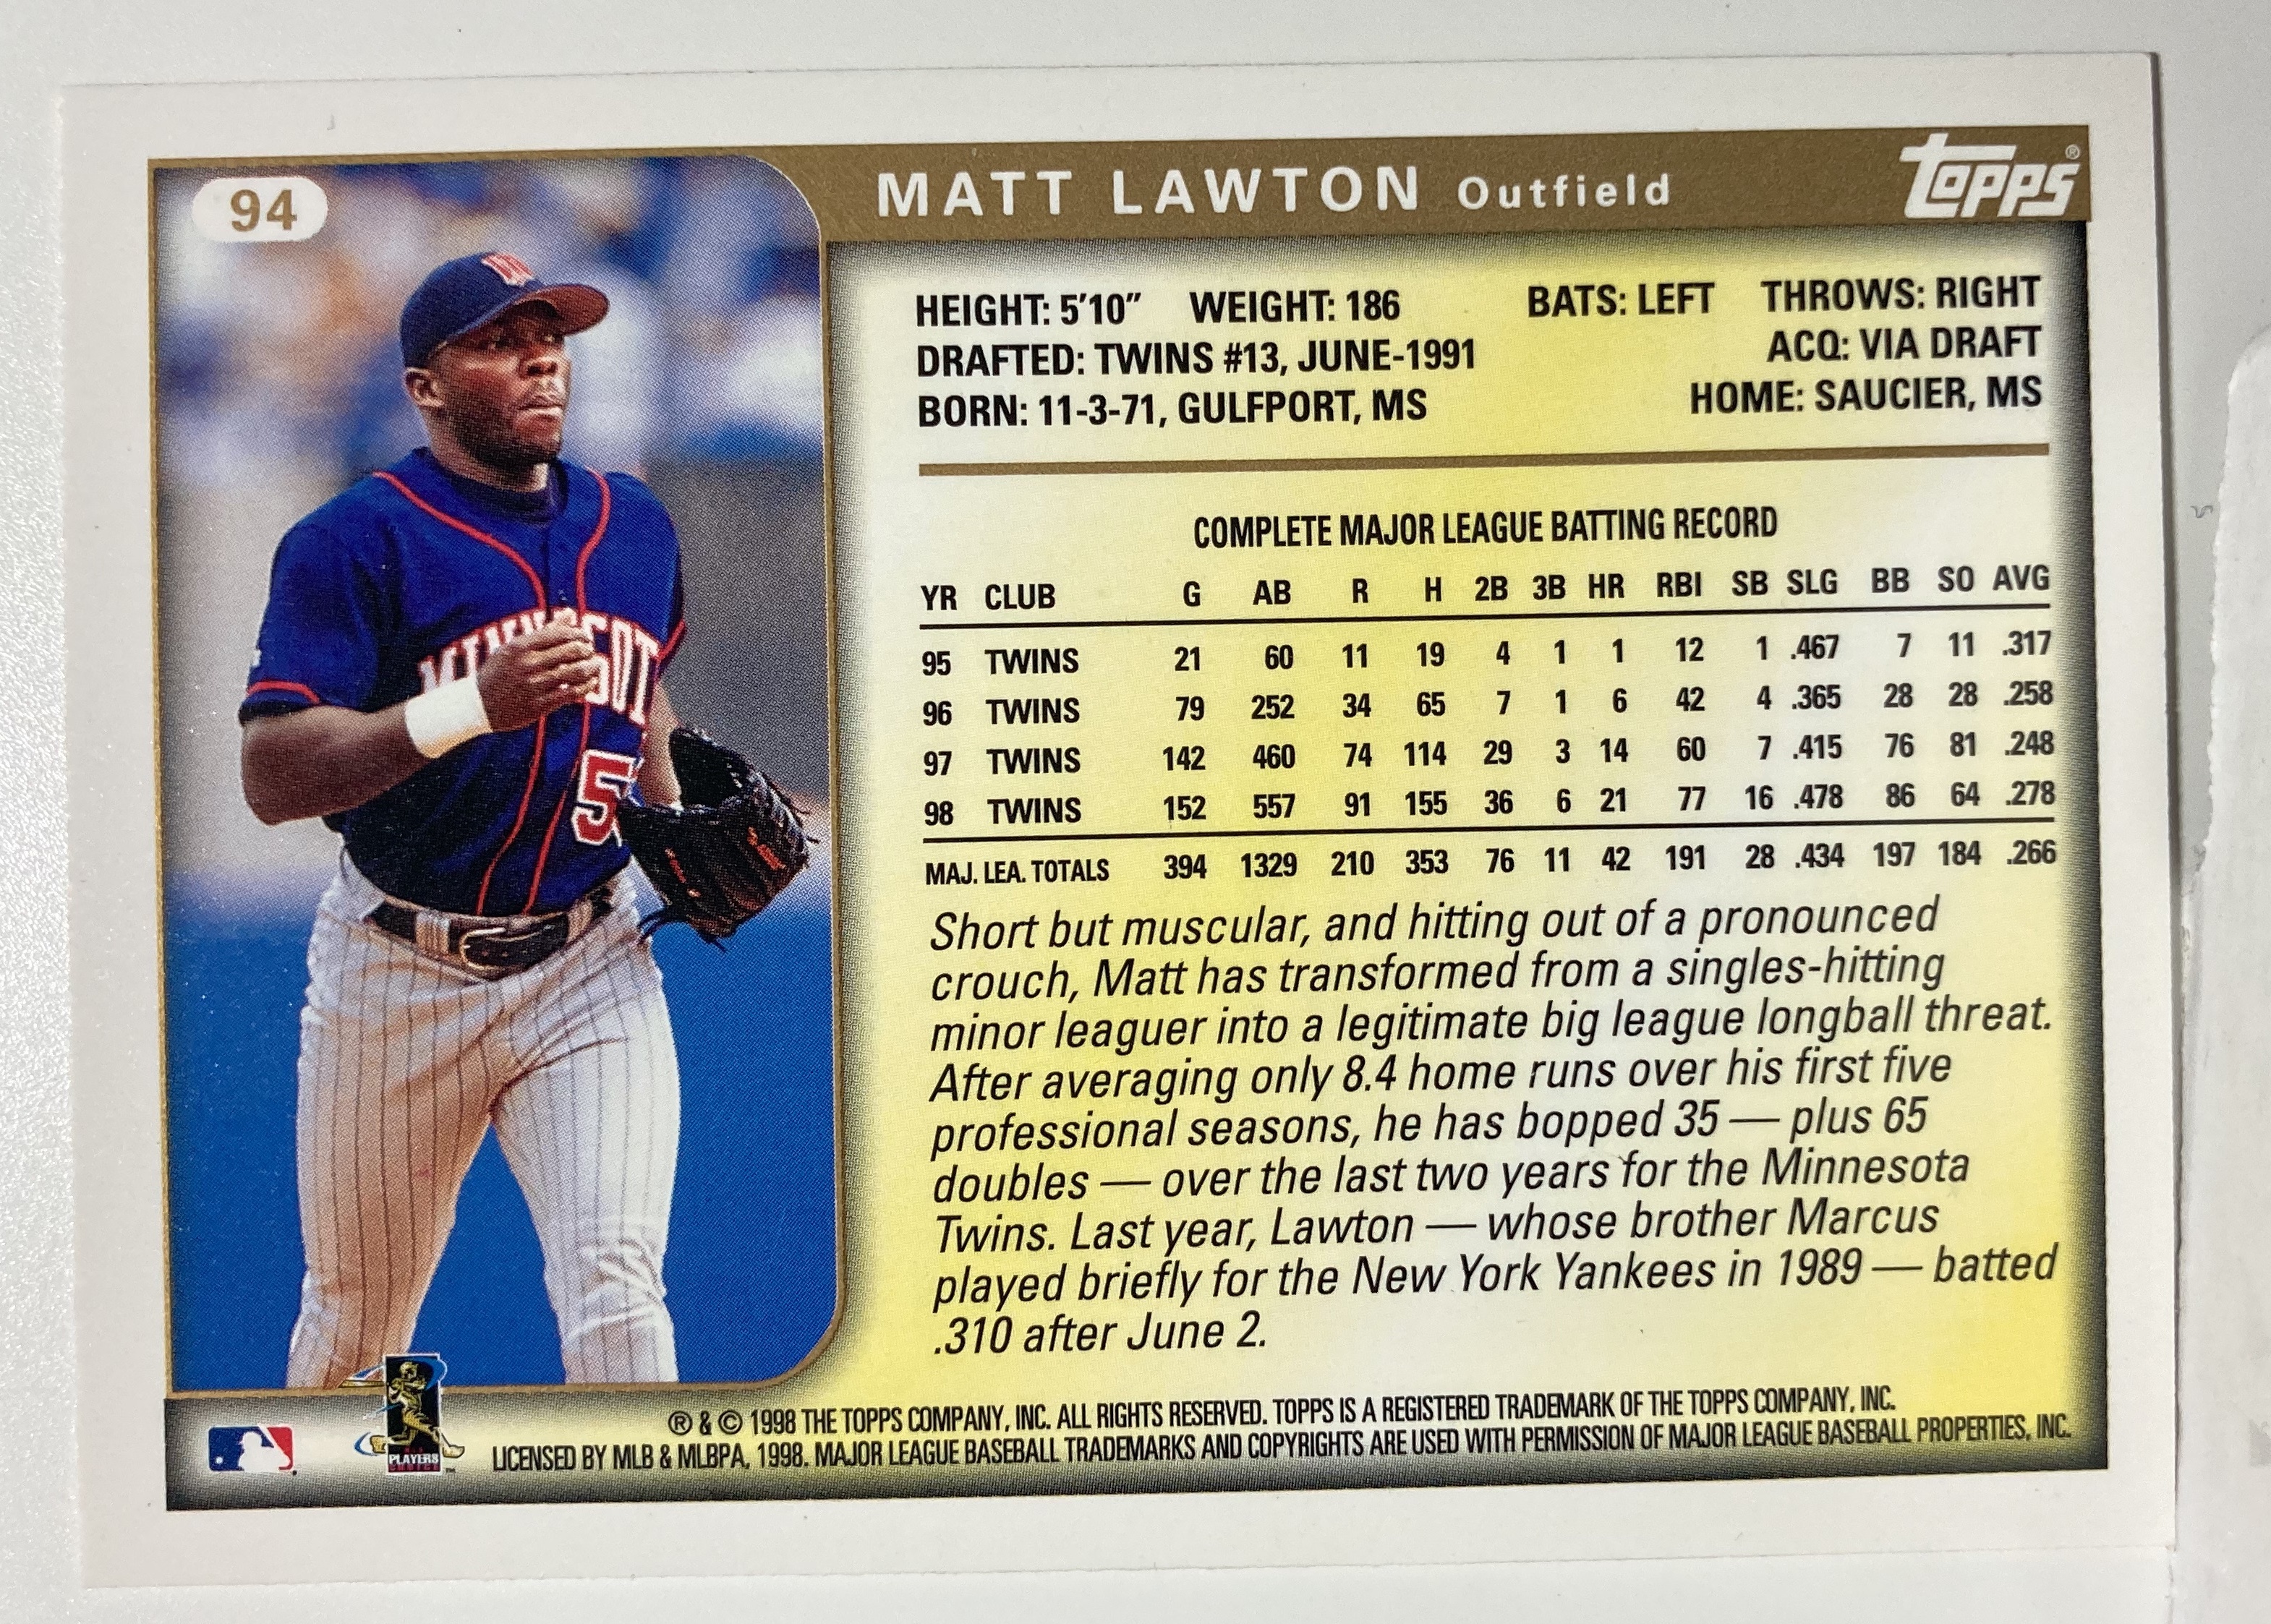 94
MATT LAWTON Outfield
TOPPS®
HEIGHT: 5'10" WEIGHT: 186 BATS: LEFT THROWS: RIGHT
DRAFTED: TWINS #13, JUNE-1991 ACQ: VIA DRAFT
BORN: 11-3-71, GULFPORT, MS HOME: SAUCIER, MS
COMPLETE MAJOR LEAGUE BATTING RECORD
YR CLUB G AB R H 2B 3B HR RBI SB SLG BB SO AVG
95 TWINS 21 60 11 19 4 1 1 12 1 .467 7 11 .317
96 TWINS 79 252 34 65 7 1 6 42 4 .365 28 28 .258
97 TWINS 142 460 74 114 29 3 14 60 7 .415 76 81 .248
98 TWINS 152 557 91 155 36 6 21 77 16 .478 86 64 .278
MAJ. LEA. TOTALS 394 1329 210 353 76 11 42 191 28 .434 197 184 .266
Short but muscular, and hitting out of a pronounced
crouch, Matt has transformed from a singles-hitting
minor leaguer into a legitimate big league longball threat.
After averaging only 8.4 home runs over his first five
professional seasons, he has bopped 35 — plus 65
doubles — over the last two years for the Minnesota
Twins. Last year, Lawton — whose brother Marcus
played briefly for the New York Yankees in 1989 — batted
.310 after June 2.
® & © 1998 THE TOPPS COMPANY, INC. ALL RIGHTS RESERVED. TOPPS IS A REGISTERED TRADEMARK OF THE TOPPS COMPANY, INC.
LICENSED BY MLB & MLBPA, 1998. MAJOR LEAGUE BASEBALL TRADEMARKS AND COPYRIGHTS ARE USED WITH PERMISSION OF MAJOR LEAGUE BASEBALL PROPERTIES, INC.
PLAYERS
CHOICE™
5